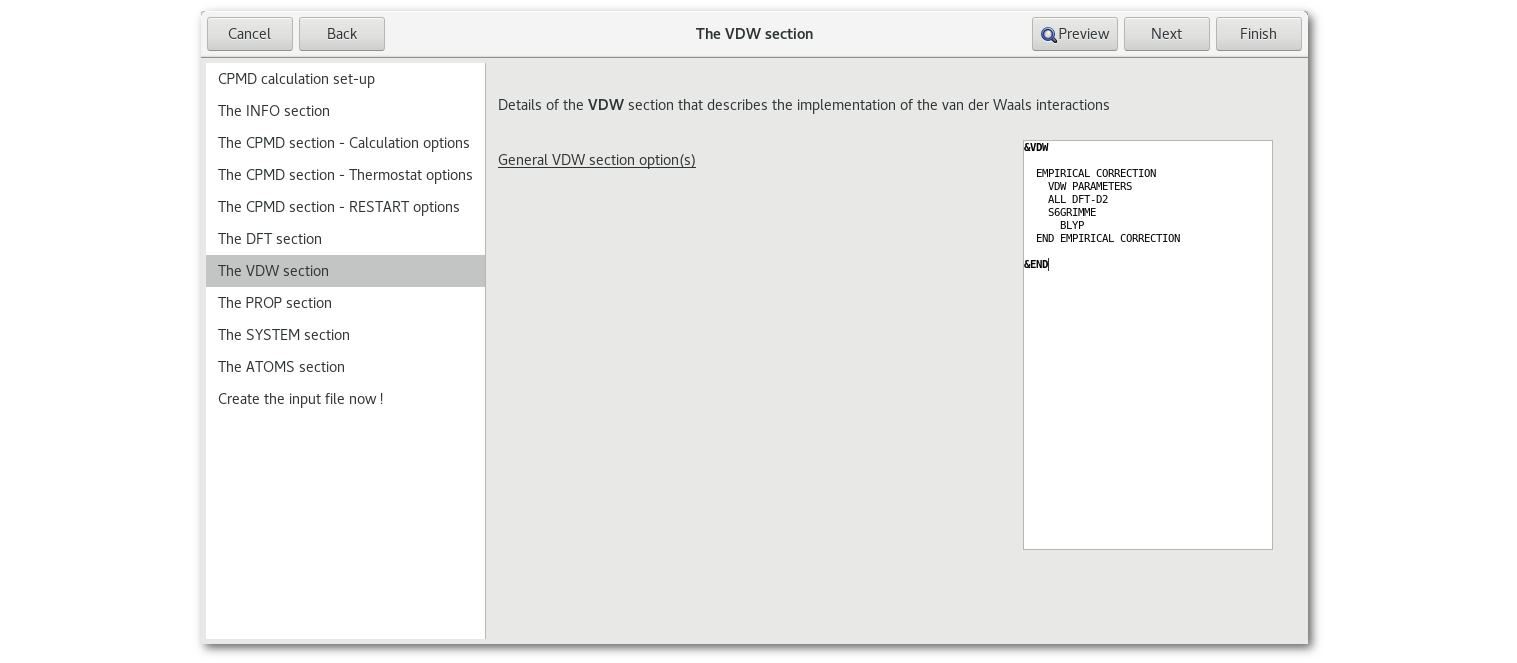 Cancel Back The VDW section Preview Next Finish
CPMD calculation set-up
The INFO section
The CPMD section - Calculation options
The CPMD section - Thermostat options
The CPMD section - RESTART options
The DFT section
The VDW section
The PROP section
The SYSTEM section
The ATOMS section
Create the input file now !
Details of the VDW section that describes the implementation of the van der Waals interactions
General VDW section option(s)
&VDW
EMPIRICAL CORRECTION
VDW PARAMETERS
ALL DFT-D2
S6GRIMME
BLYP
END EMPIRICAL CORRECTION
&END